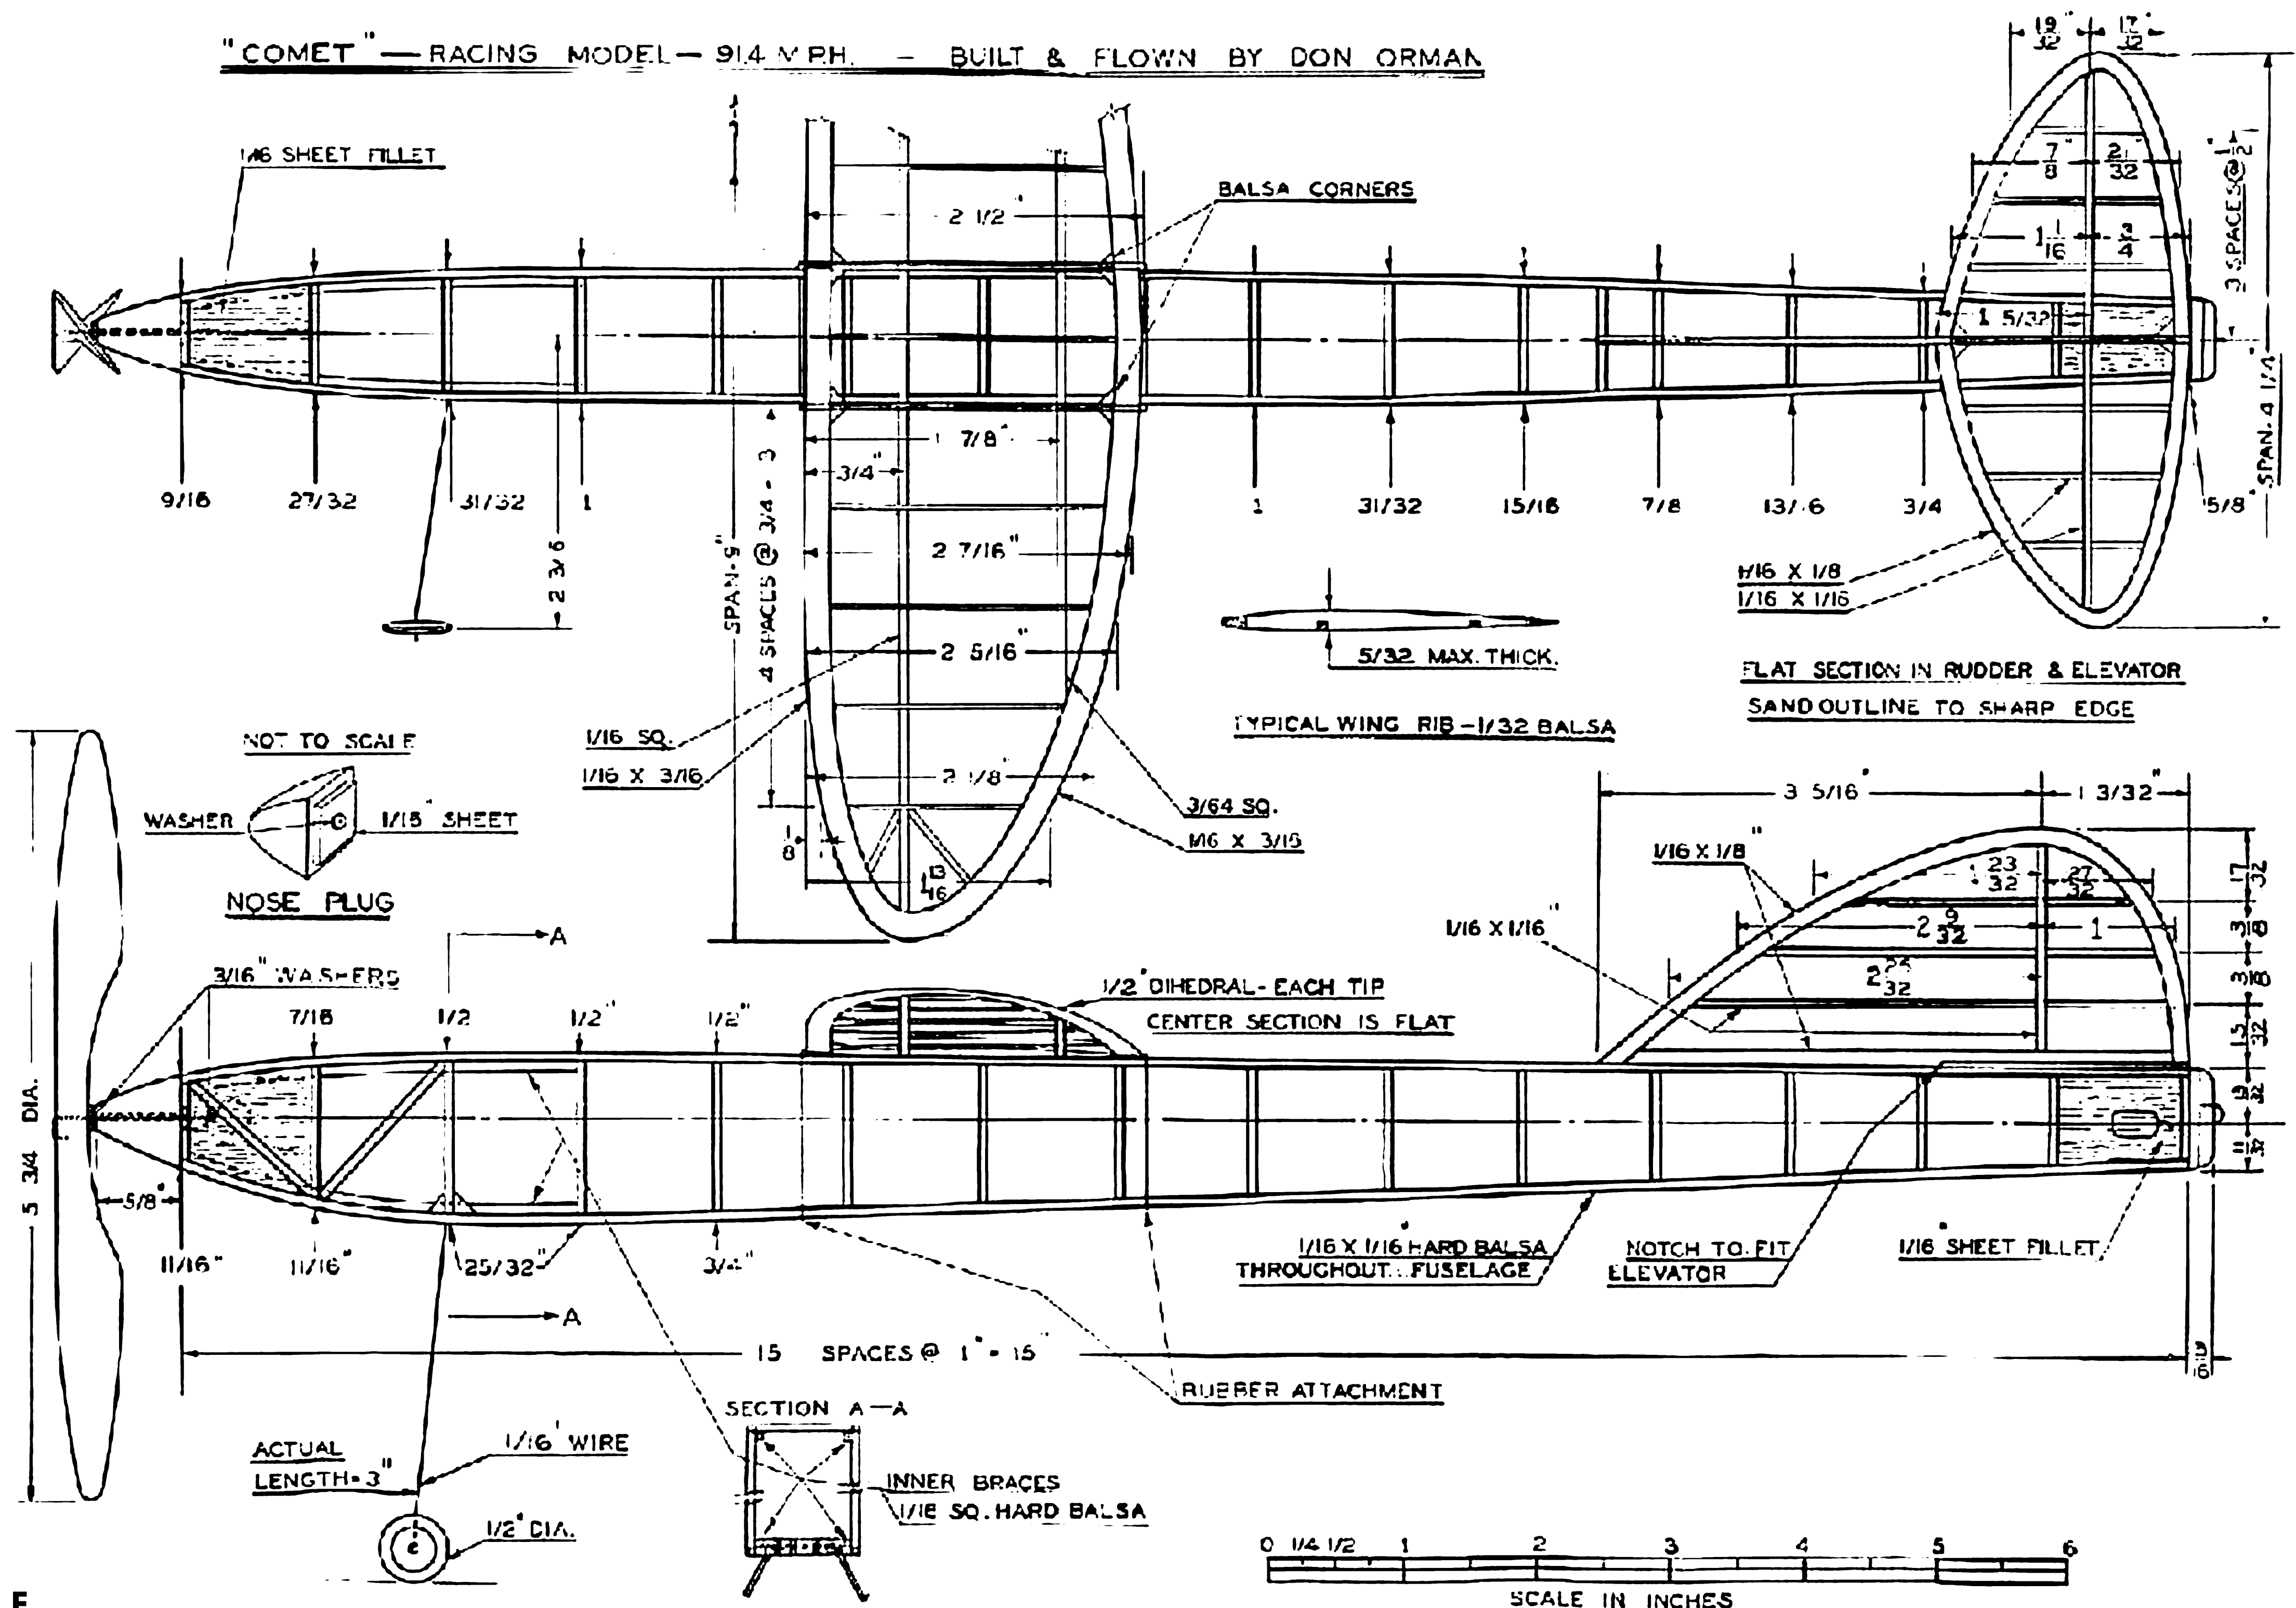 "COMET" — RACING MODEL — 91.4 M.P.H. — BUILT & FLOWN BY DON ORMAN
19/32" 17/32"
1/16 SHEET FILLET
BALSA CORNERS
2 1/2"
7/8" 21/32"
1 1/16 3/4
3 SPACES @ 1/2"
1 5/32"
SPAN. 4 1/4"
9/16 27/32 31/32 1
1 31/32 15/16 7/8 13/16 3/4 5/8"
1 7/8"
3/4"
2 3/16
SPAN-9"
4 SPACES @ 3/4 - 3
2 7/16"
2 5/16"
2 1/8"
1/8
1 13/16
1/16 SQ.
1/16 X 3/16
3/64 SQ.
1/16 X 3/16
5/32 MAX. THICK.
TYPICAL WING RIB - 1/32 BALSA
1/16 X 1/8
1/16 X 1/16
FLAT SECTION IN RUDDER & ELEVATOR
SAND OUTLINE TO SHARP EDGE
NOT TO SCALE
WASHER
1/16" SHEET
NOSE PLUG
5 3/4 DIA.
3/16" WASHERS
A
7/16 1/2 1/2" 1/2"
1/2" DIHEDRAL - EACH TIP
CENTER SECTION IS FLAT
3 5/16" 1 3/32"
1/16 X 1/8"
1/16 X 1/16"
1 23/32 27/32
2 9/32 1
17/32
3/8
3/8
15/32
11/32
5/8"
11/16" 11/16" 25/32" 3/4"
A
1/16 X 1/16" HARD BALSA
THROUGHOUT FUSELAGE
NOTCH TO FIT
ELEVATOR
1/16" SHEET FILLET
15 SPACES @ 1" = 15"
RUBBER ATTACHMENT
SECTION A—A
ACTUAL
LENGTH = 3"
1/16" WIRE
1/2" DIA.
INNER BRACES
1/16 SQ. HARD BALSA
0 1/4 1/2 1 2 3 4 5 6
SCALE IN INCHES